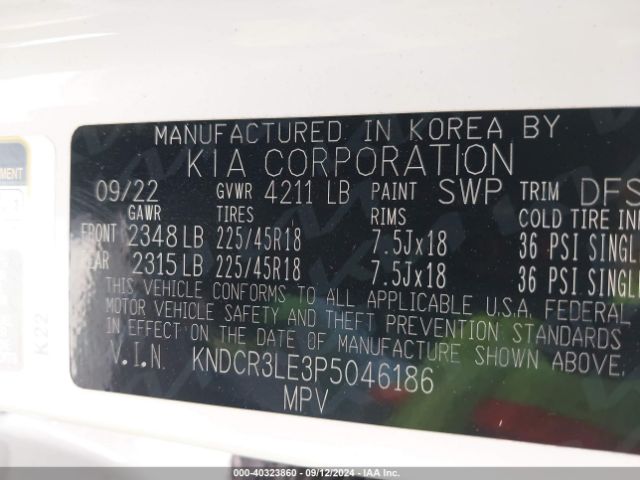 MANUFACTURED IN KOREA BY
KIA CORPORATION
09/22 GVWR 4211 LB PAINT SWP TRIM DFS
GAWR TIRES RIMS COLD TIRE IN
FRONT 2348 LB 225/45R18 7.5Jx18 36 PSI SINGL
AR 2315 LB 225/45R18 7.5Jx18 36 PSI SINGL
THIS VEHICLE CONFORMS TO ALL APPLICABLE U.S.A. FEDERAL
MOTOR VEHICLE SAFETY AND THEFT PREVENTION STANDARDS
IN EFFECT ON THE DATE OF MANUFACTURE SHOWN ABOVE.
V.I.N. KNDCR3LE3P5046186
MPV
K22
000-40323860 - 09/12/2024 - IAA Inc.